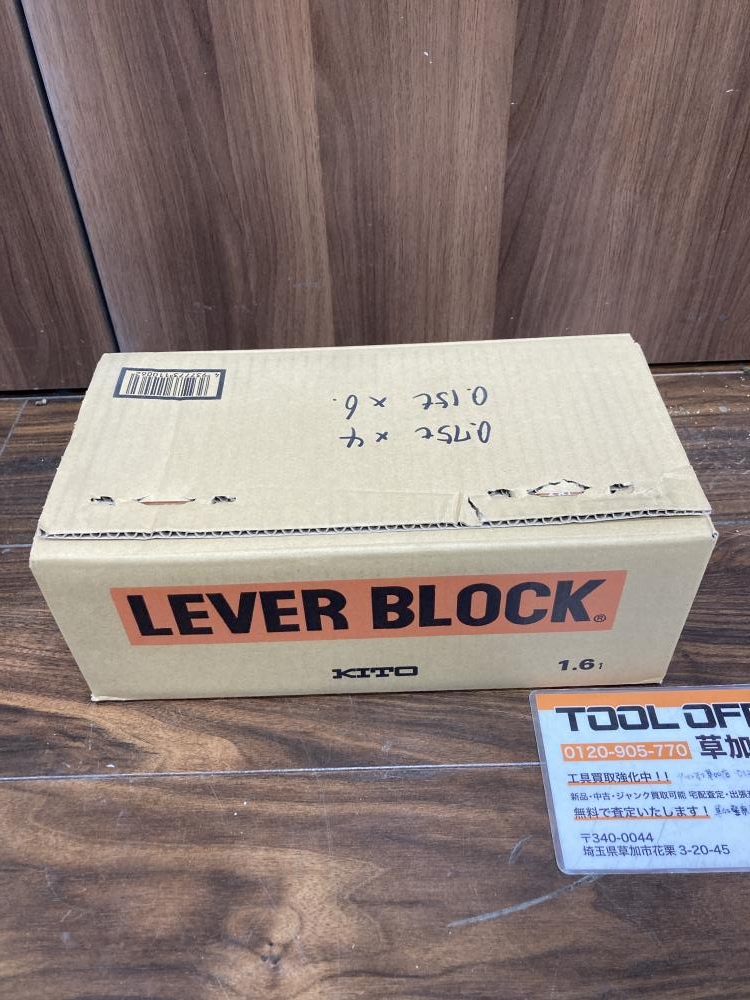 4937773110062
0.75t × 4
0.15t × 6.
LEVER BLOCK®
KITO
1.6t
TOOL OFF
0120-905-770 草加
工具買取強化中！！
新品・中古・ジャンク買取可能 宅配査定・出張
無料で査定いたします！
〒340-0044
埼玉県草加市花栗 3-20-45